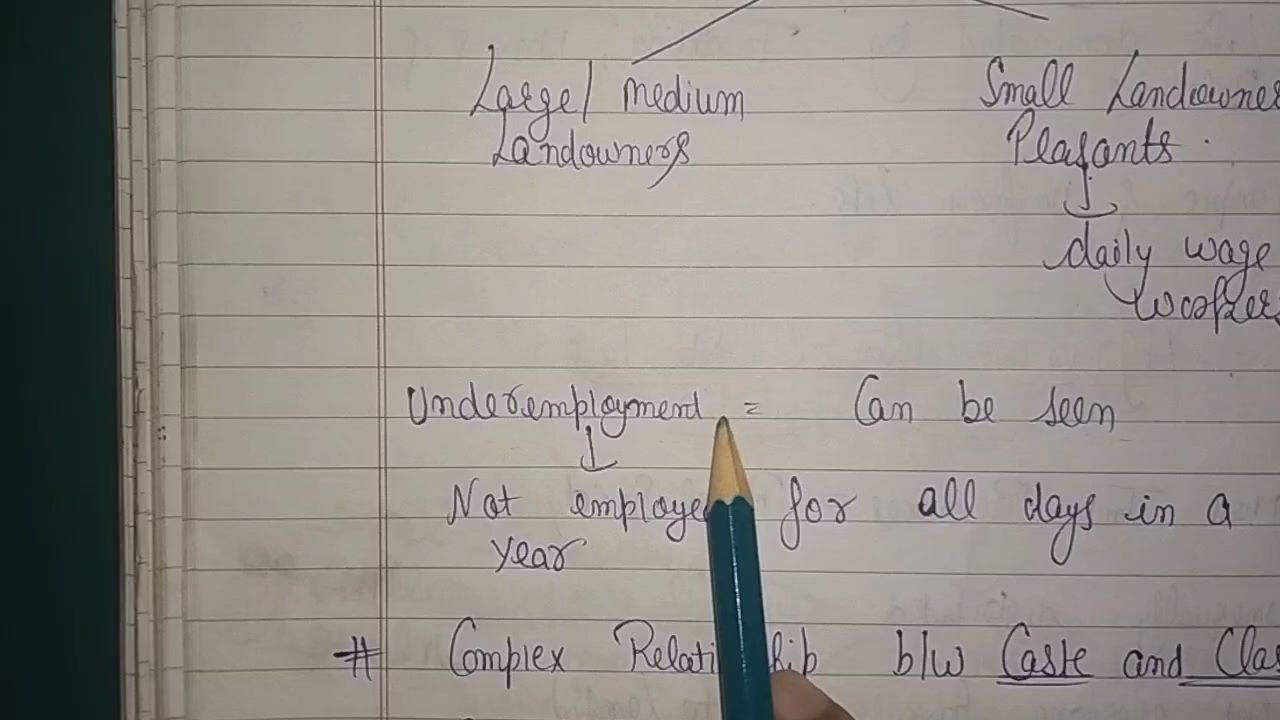 Large/ medium
Landowners
Small Landowne
Peasants
daily wage
Worker
Underemployment = Can be seen
Not employe for all days in a
year
# Complex Relati b/w Caste and Clas